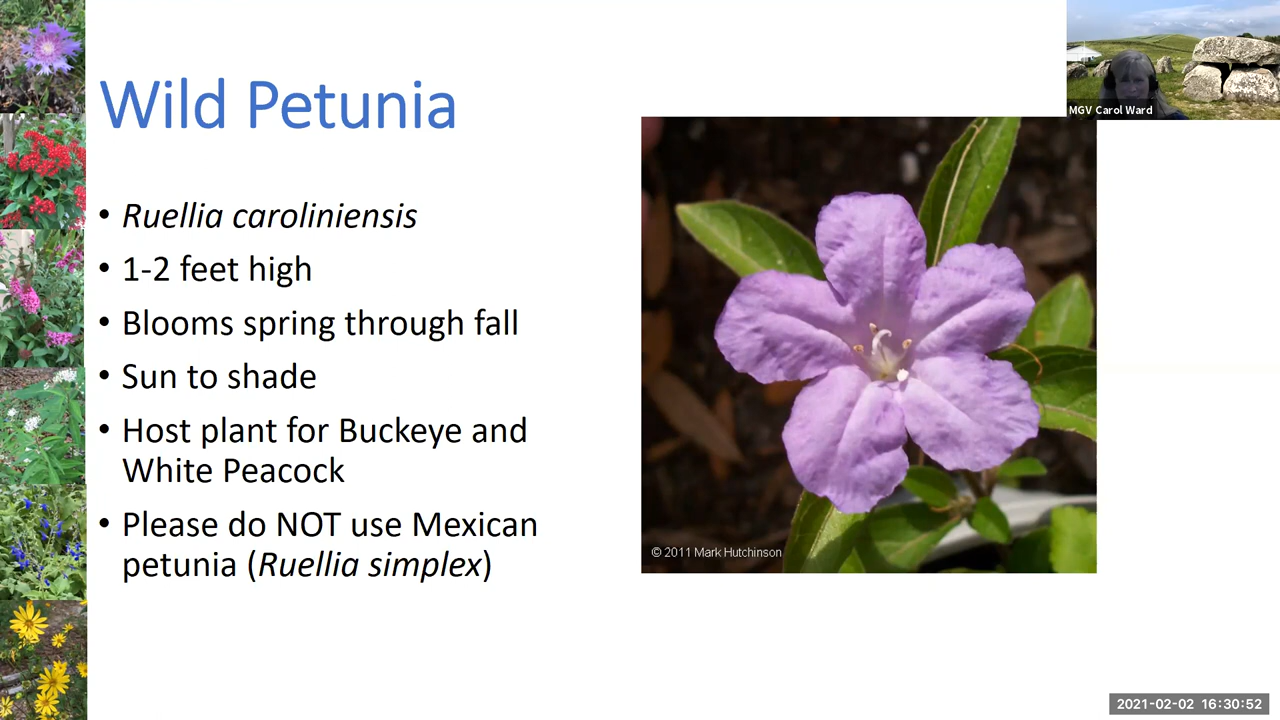 Wild Petunia
• Ruellia caroliniensis
• 1-2 feet high
• Blooms spring through fall
• Sun to shade
• Host plant for Buckeye and
White Peacock
• Please do NOT use Mexican
petunia (Ruellia simplex)
© 2011 Mark Hutchinson
MGV Carol Ward
2021-02-02 16:30:52